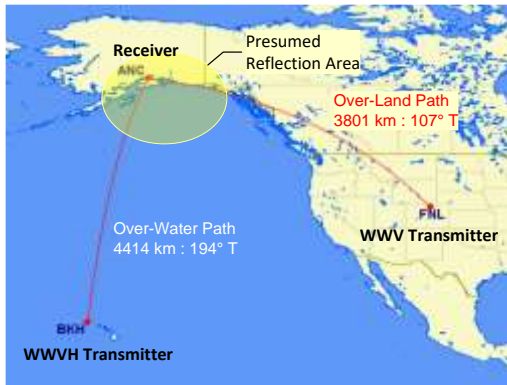 Receiver
ANC
Presumed
Reflection Area
Over-Land Path
3801 km : 107° T
FNL
WWV Transmitter
Over-Water Path
4414 km : 194° T
BKH
WWVH Transmitter